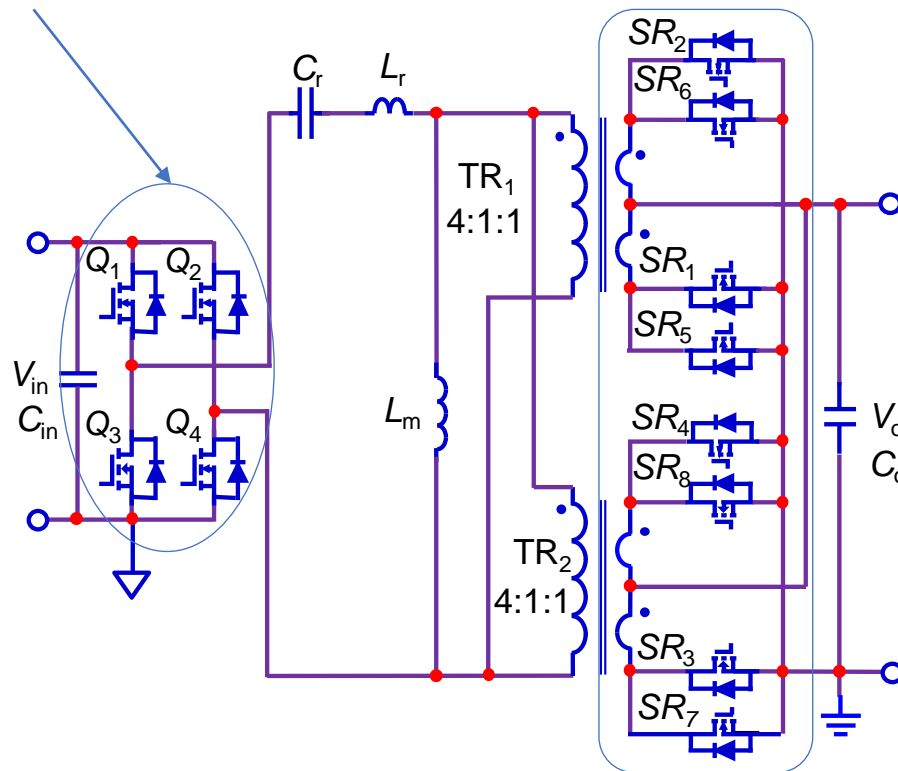 SR2
Cr
Lr
SR6
TR1
4:1:1
Q1
Q2
SR1
SR5
Vin
Cin
Lm
SR4
Q3
Q4
SR8
TR2
4:1:1
SR3
SR7